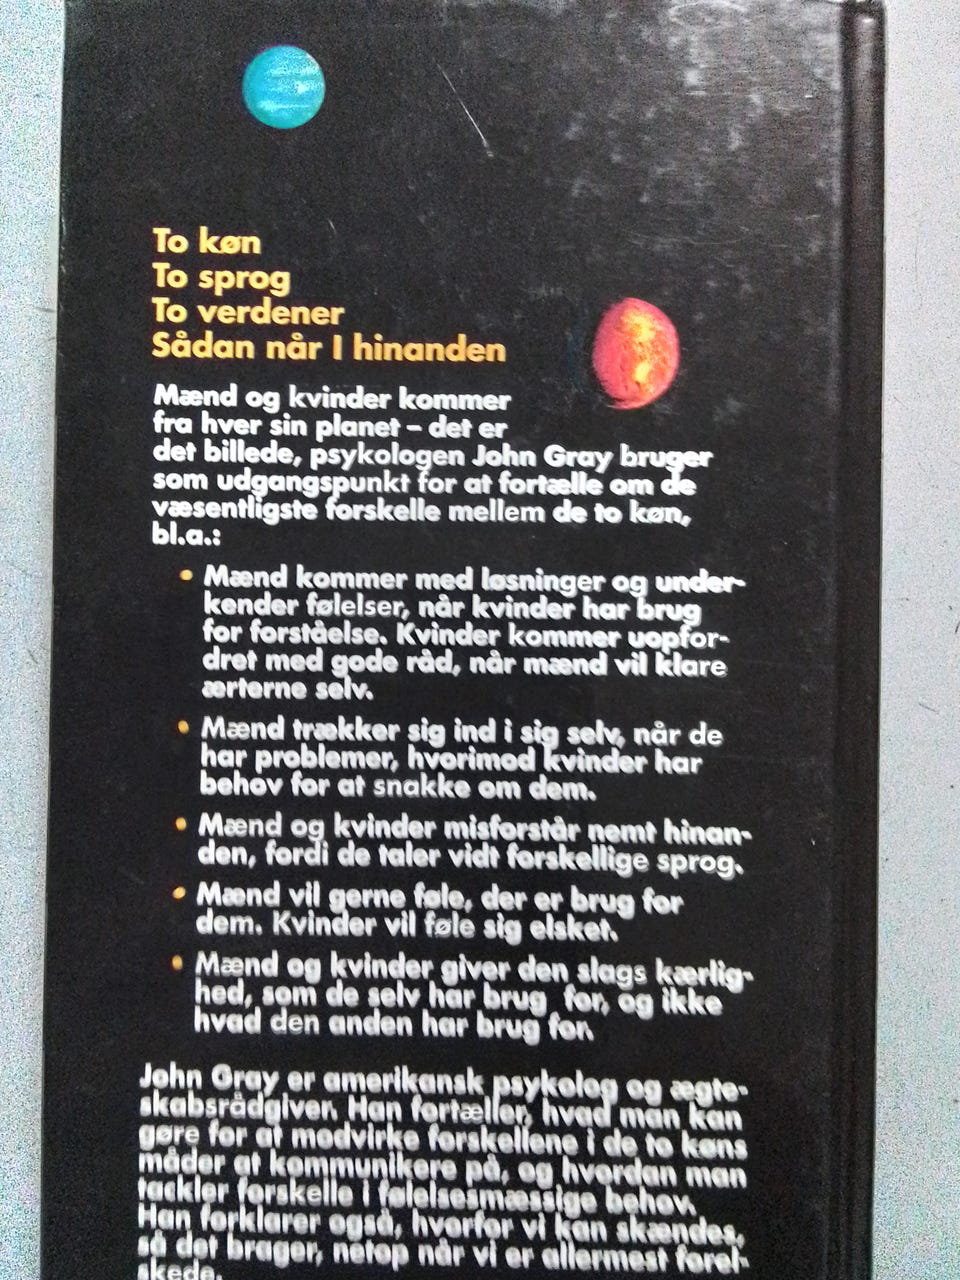 To køn
To sprog
To verdener
Sådan når I hinanden
Mænd og kvinder kommer
fra hver sin planet – det er
det billede, psykologen John Gray bruger
som udgangspunkt for at fortælle om de
væsentligste forskelle mellem de to køn,
bl.a.:
• Mænd kommer med løsninger og under-
kender følelser, når kvinder har brug
for forståelse. Kvinder kommer uopfor-
dret med gode råd, når mænd vil klare
ærterne selv.
• Mænd trækker sig ind i sig selv, når de
har problemer, hvorimod kvinder har
behov for at snakke om dem.
• Mænd og kvinder misforstår nemt hinan-
den, fordi de taler vidt forskellige sprog.
• Mænd vil gerne føle, der er brug for
dem. Kvinder vil føle sig elsket.
• Mænd og kvinder giver den slags kærlig-
hed, som de selv har brug for, og ikke
hvad den anden har brug for.
John Gray er amerikansk psykolog og ægte-
skabsrådgiver. Han fortæller, hvad man kan
gøre for at modvirke forskellene i de to køns
måder at kommunikere på, og hvordan man
tackler forskelle i følelsesmæssige behov.
Han forklarer også, hvorfor vi kan skændes,
så det brager, netop når vi er allermest forel-
skede.